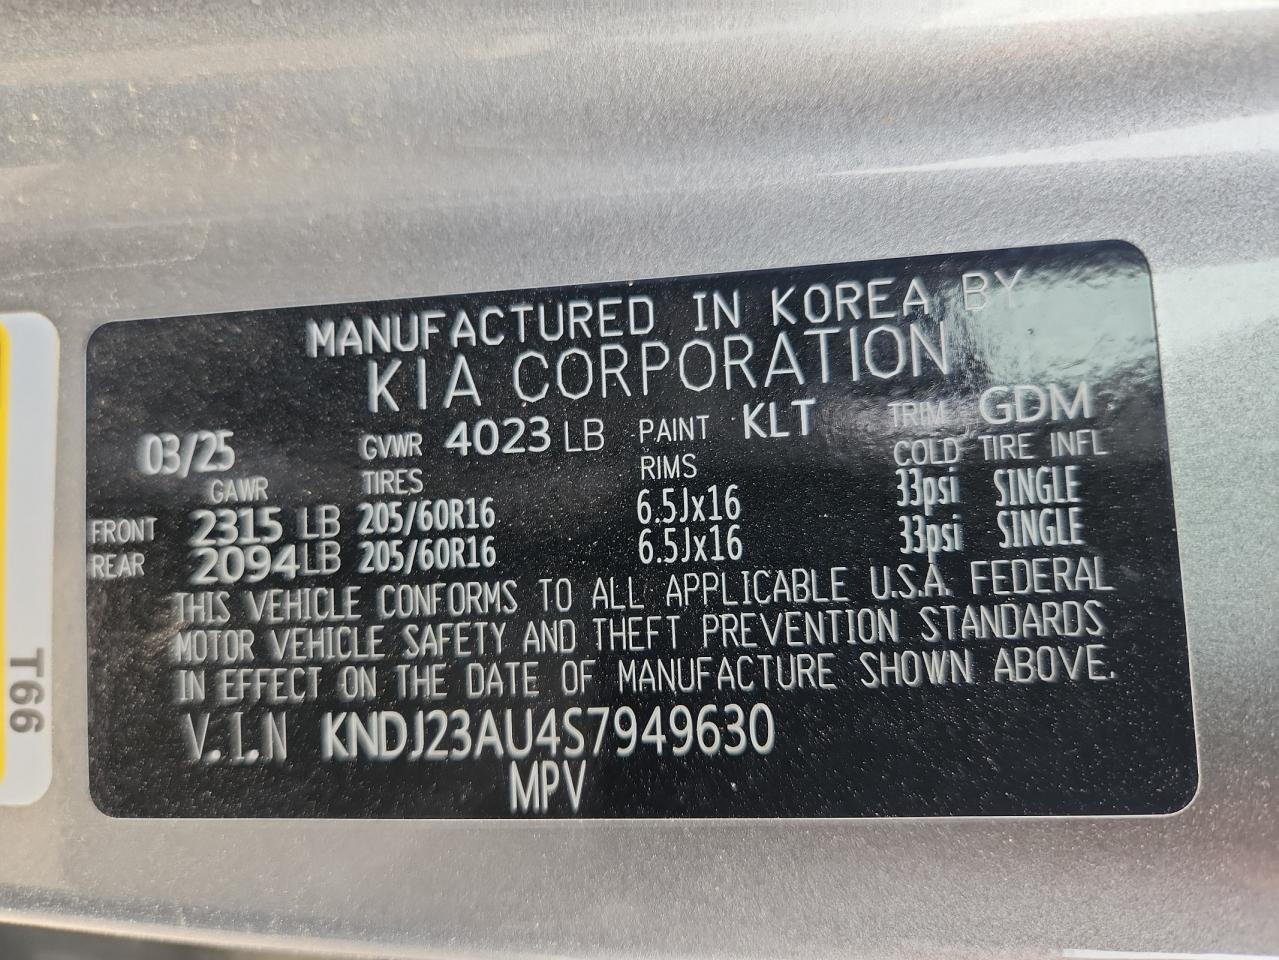 MANUFACTURED IN KOREA BY
KIA CORPORATION
03/25 GVWR 4023 LB PAINT KLT TRIM GDM
GAWR TIRES RIMS COLD TIRE INFL
FRONT 2315 LB 205/60R16 6.5Jx16 33psi SINGLE
REAR 2094LB 205/60R16 6.5Jx16 33psi SINGLE
THIS VEHICLE CONFORMS TO ALL APPLICABLE U.S.A. FEDERAL
MOTOR VEHICLE SAFETY AND THEFT PREVENTION STANDARDS
IN EFFECT ON THE DATE OF MANUFACTURE SHOWN ABOVE.
V.I.N KNDJ23AU4S7949630
MPV
T66